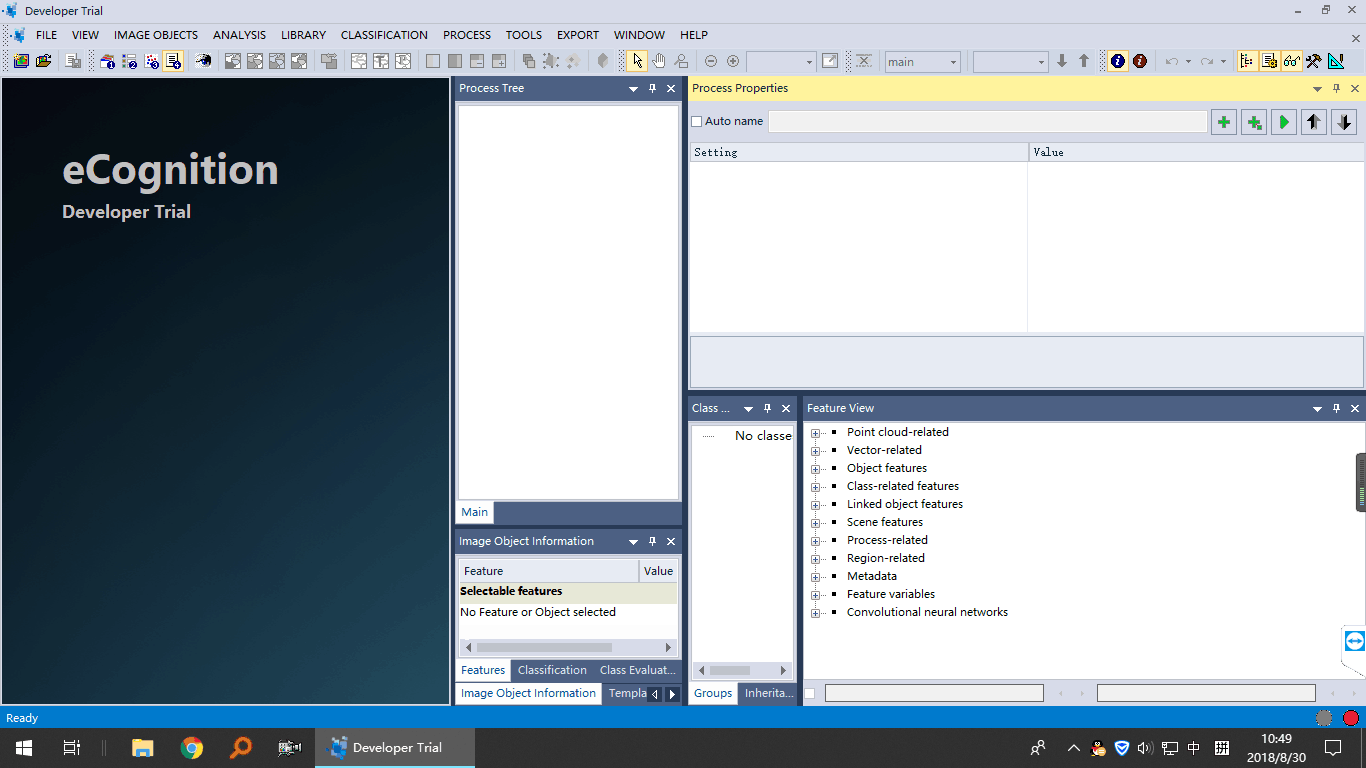 Developer Trial
FILE VIEW IMAGE OBJECTS ANALYSIS LIBRARY CLASSIFICATION PROCESS TOOLS EXPORT WINDOW HELP
main
eCognition
Developer Trial
Process Tree
Main
Process Properties
Auto name
Setting Value
Image Object Information
Feature Value
Selectable features
No Feature or Object selected
Features Classification Class Evaluat...
Image Object Information Templa
Class ...
No classe
Groups Inherita...
Feature View
Point cloud-related
Vector-related
Object features
Class-related features
Linked object features
Scene features
Process-related
Region-related
Metadata
Feature variables
Convolutional neural networks
Ready
Developer Trial
中
拼
10:49
2018/8/30